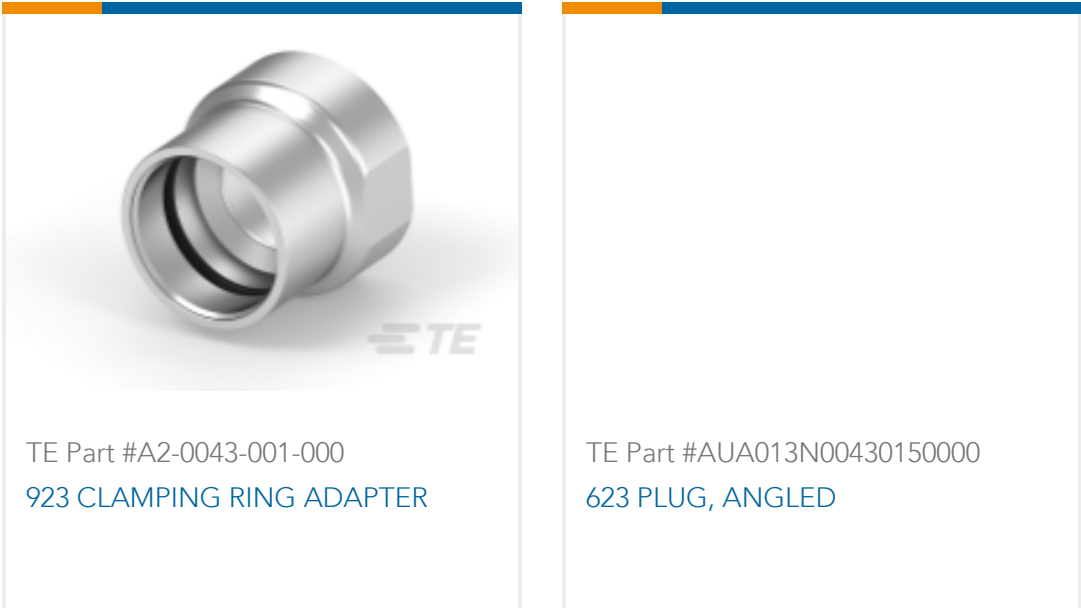 TE
TE Part #A2-0043-001-000
923 CLAMPING RING ADAPTER
TE Part #AUA013N00430150000
623 PLUG, ANGLED